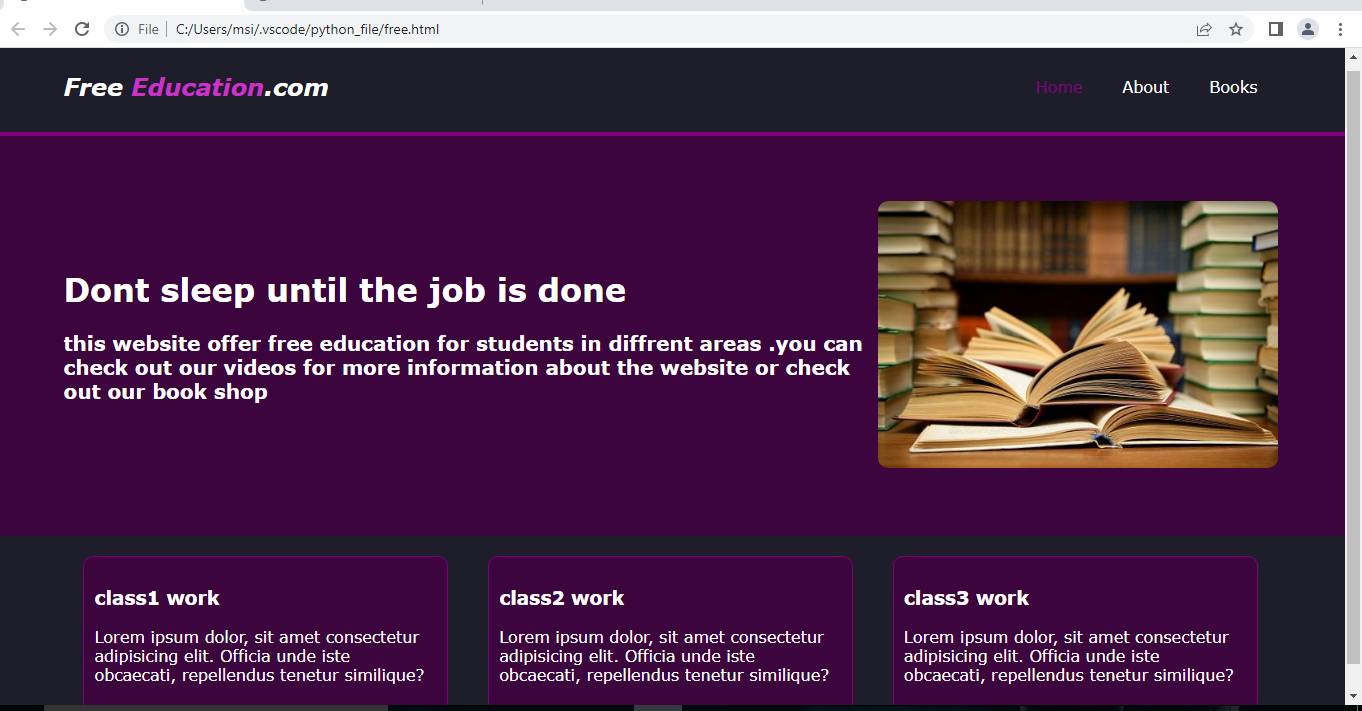 File | C:/Users/msi/.vscode/python_file/free.html
Free Education.com
Home About Books
Dont sleep until the job is done
this website offer free education for students in diffrent areas .you can
check out our videos for more information about the website or check
out our book shop
class1 work
Lorem ipsum dolor, sit amet consectetur
adipisicing elit. Officia unde iste
obcaecati, repellendus tenetur similique?
class2 work
Lorem ipsum dolor, sit amet consectetur
adipisicing elit. Officia unde iste
obcaecati, repellendus tenetur similique?
class3 work
Lorem ipsum dolor, sit amet consectetur
adipisicing elit. Officia unde iste
obcaecati, repellendus tenetur similique?